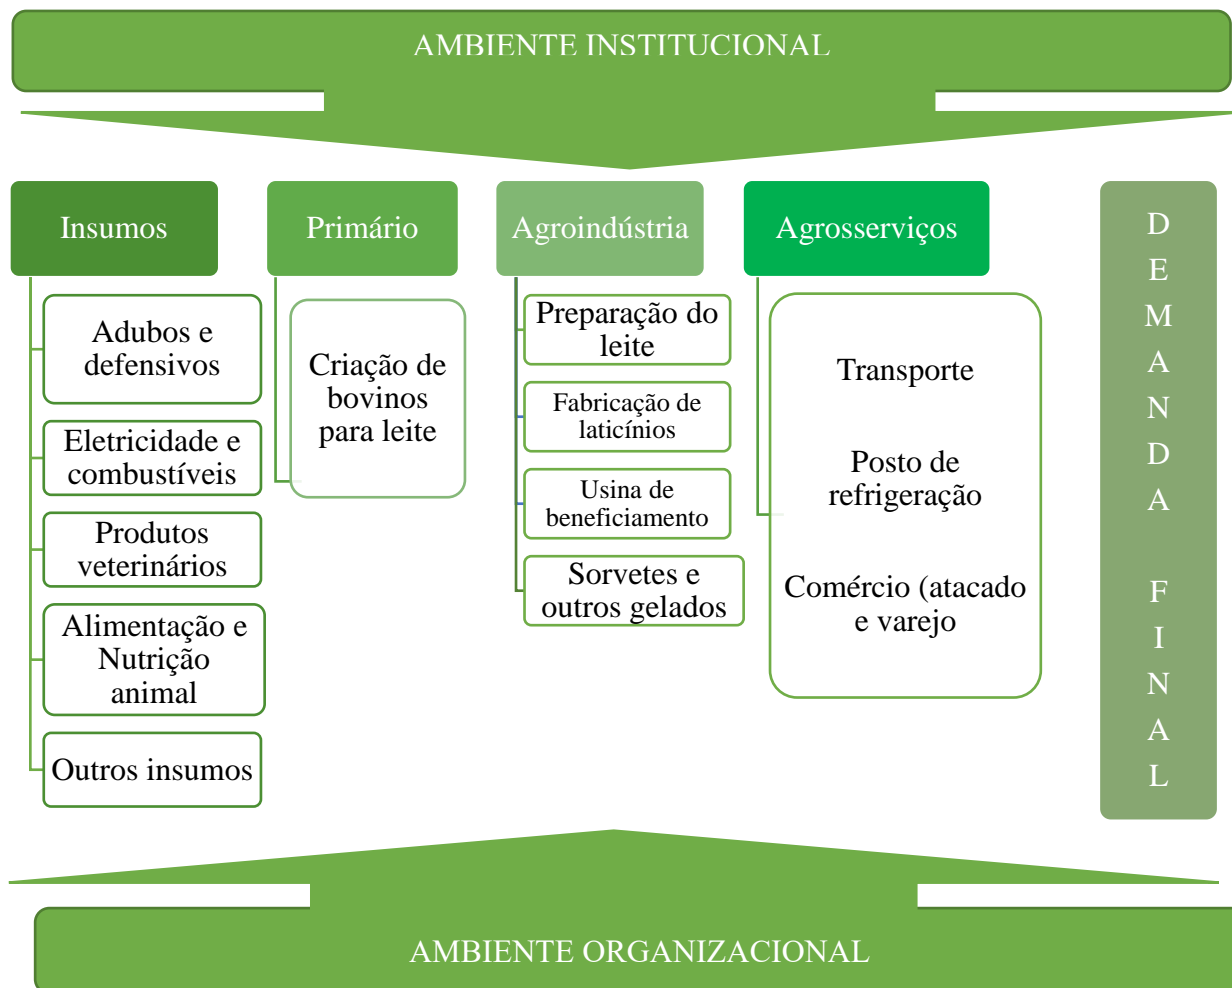 AMBIENTE INSTITUCIONAL
Insumos
Adubos e
defensivos
Eletricidade e
combustíveis
Produtos
veterinários
Alimentação e
Nutrição
animal
Outros insumos
Primário
Criação de
bovinos
para leite
Agroindústria
Preparação do
leite
Fabricação de
laticínios
Usina de
beneficiamento
Sorvetes e
outros gelados
Agrosserviços
Transporte
Posto de
refrigeração
Comércio (atacado
e varejo
DEMANDA FINAL
AMBIENTE ORGANIZACIONAL